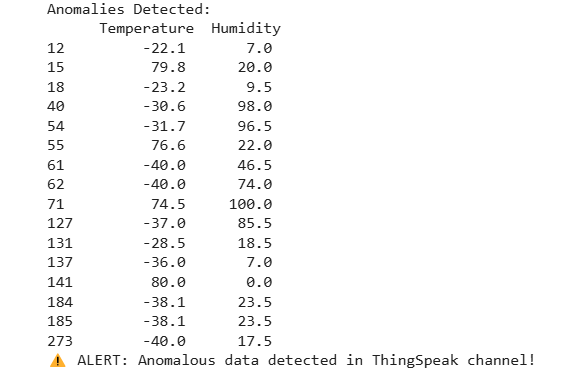 Anomalies Detected:
Temperature Humidity
12 -22.1 7.0
15 79.8 20.0
18 -23.2 9.5
40 -30.6 98.0
54 -31.7 96.5
55 76.6 22.0
61 -40.0 46.5
62 -40.0 74.0
71 74.5 100.0
127 -37.0 85.5
131 -28.5 18.5
137 -36.0 7.0
141 80.0 0.0
184 -38.1 23.5
185 -38.1 23.5
273 -40.0 17.5
⚠ ALERT: Anomalous data detected in ThingSpeak channel!